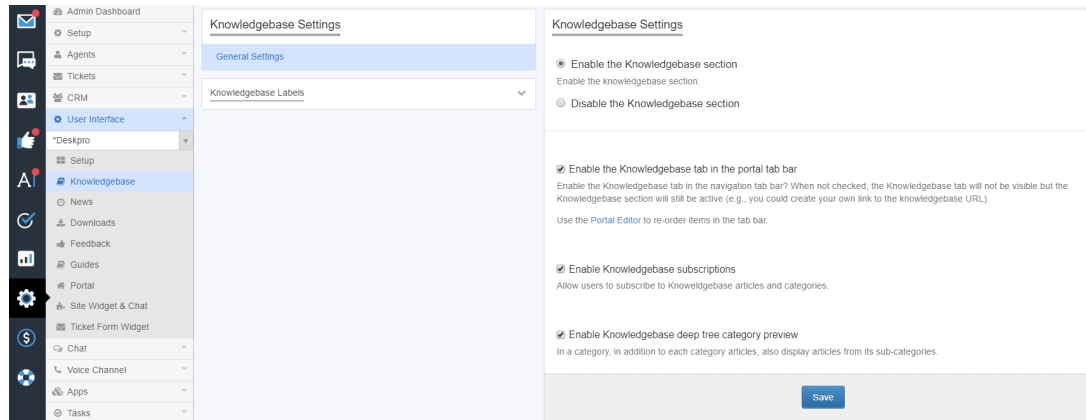 Admin Dashboard
Setup
Agents
Tickets
CRM
User Interface
*Deskpro
Setup
Knowledgebase
News
Downloads
Feedback
Guides
Portal
Site Widget & Chat
Ticket Form Widget
Chat
Voice Channel
Apps
Tasks
Knowledgebase Settings
General Settings
Knowledgebase Labels
Knowledgebase Settings
Enable the Knowledgebase section
Enable the knowledgebase section.
Disable the Knowledgebase section
Enable the Knowledgebase tab in the portal tab bar
Enable the Knowledgebase tab in the navigation tab bar? When not checked, the Knowledgebase tab will not be visible but the
Knowledgebase section will still be active (e.g., you could create your own link to the knowledgebase URL).
Use the Portal Editor to re-order items in the tab bar.
Enable Knowledgebase subscriptions
Allow users to subscribe to Knoweldgebase articles and categories.
Enable Knowledgebase deep tree category preview
In a category, in addition to each category articles, also display articles from its sub-categories.
Save